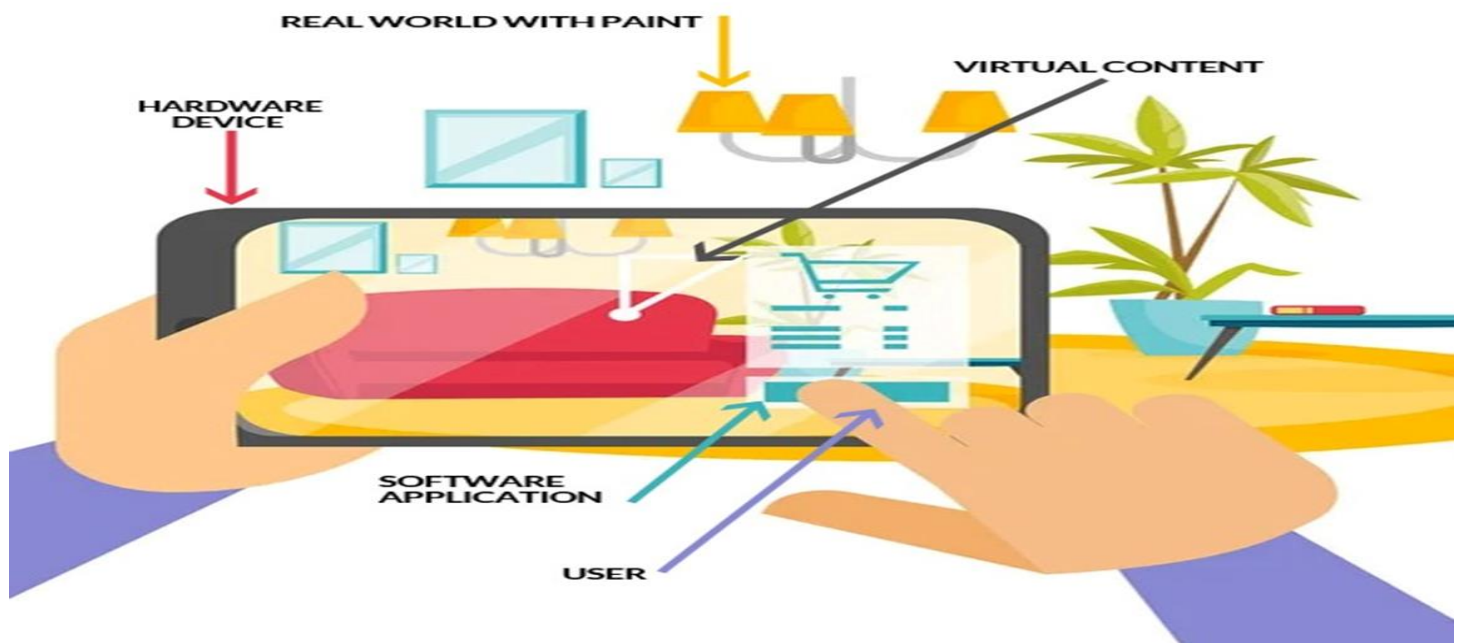 REAL WORLD WITH PAINT
VIRTUAL CONTENT
HARDWARE
DEVICE
SOFTWARE
APPLICATION
USER